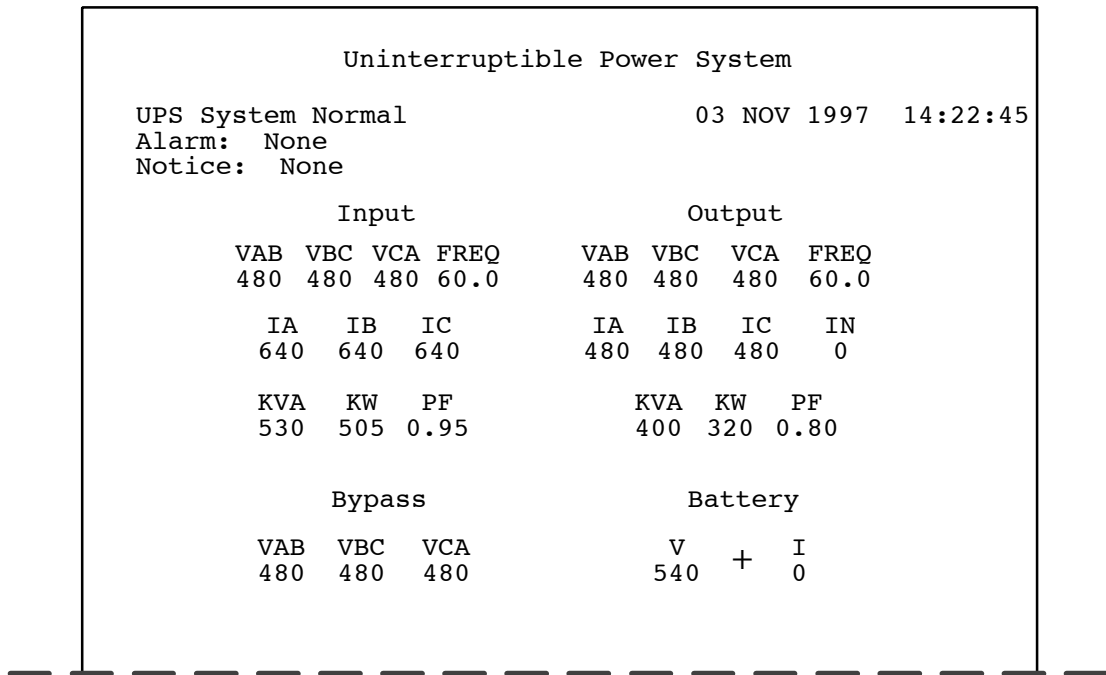 Uninterruptible Power System
UPS System Normal 03 NOV 1997 14:22:45
Alarm: None
Notice: None
Input Output
VAB VBC VCA FREQ VAB VBC VCA FREQ
480 480 480 60.0 480 480 480 60.0
IA IB IC IA IB IC IN
640 640 640 480 480 480 0
KVA KW PF KVA KW PF
530 505 0.95 400 320 0.80
Bypass Battery
VAB VBC VCA V + I
480 480 480 540 0